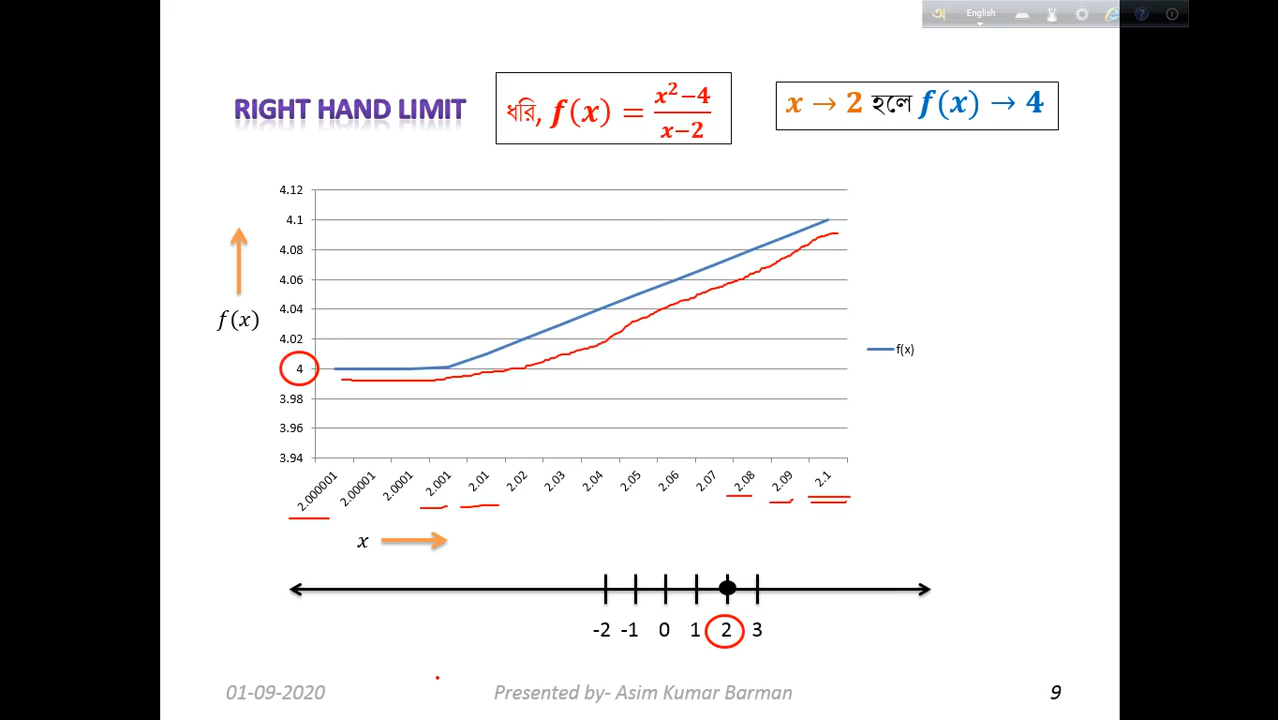 অ English
RIGHT HAND LIMIT
ধরি, f(x) = x²−4 / x−2
x → 2 হলে f(x) → 4
4.12
4.1
4.08
4.06
4.04
4.02
4
3.98
3.96
3.94
f(x)
f(x)
2.000001 2.00001 2.0001 2.001 2.01 2.02 2.03 2.04 2.05 2.06 2.07 2.08 2.09 2.1
x
-2 -1 0 1 2 3
01-09-2020 Presented by- Asim Kumar Barman 9